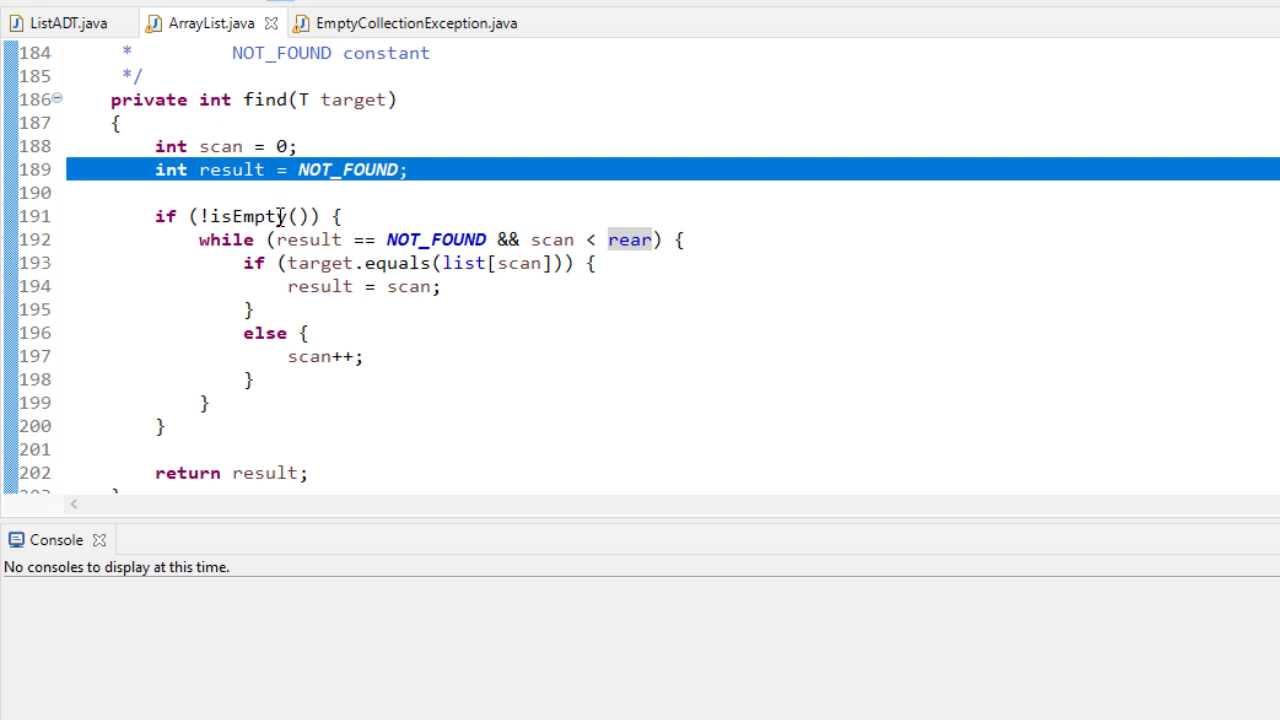 ListADT.java ArrayList.java EmptyCollectionException.java
184 * NOT_FOUND constant
185 */
186 private int find(T target)
187 {
188 int scan = 0;
189 int result = NOT_FOUND;
190
191 if (!isEmpty()) {
192 while (result == NOT_FOUND && scan < rear) {
193 if (target.equals(list[scan])) {
194 result = scan;
195 }
196 else {
197 scan++;
198 }
199 }
200 }
201
202 return result;
203 }
Console
No consoles to display at this time.